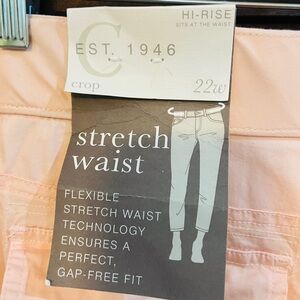 HI-RISE
SITS AT THE WAIST
C
EST. 1946
crop
22w
stretch
waist
FLEXIBLE
STRETCH WAIST
TECHNOLOGY
ENSURES A
PERFECT,
GAP-FREE FIT